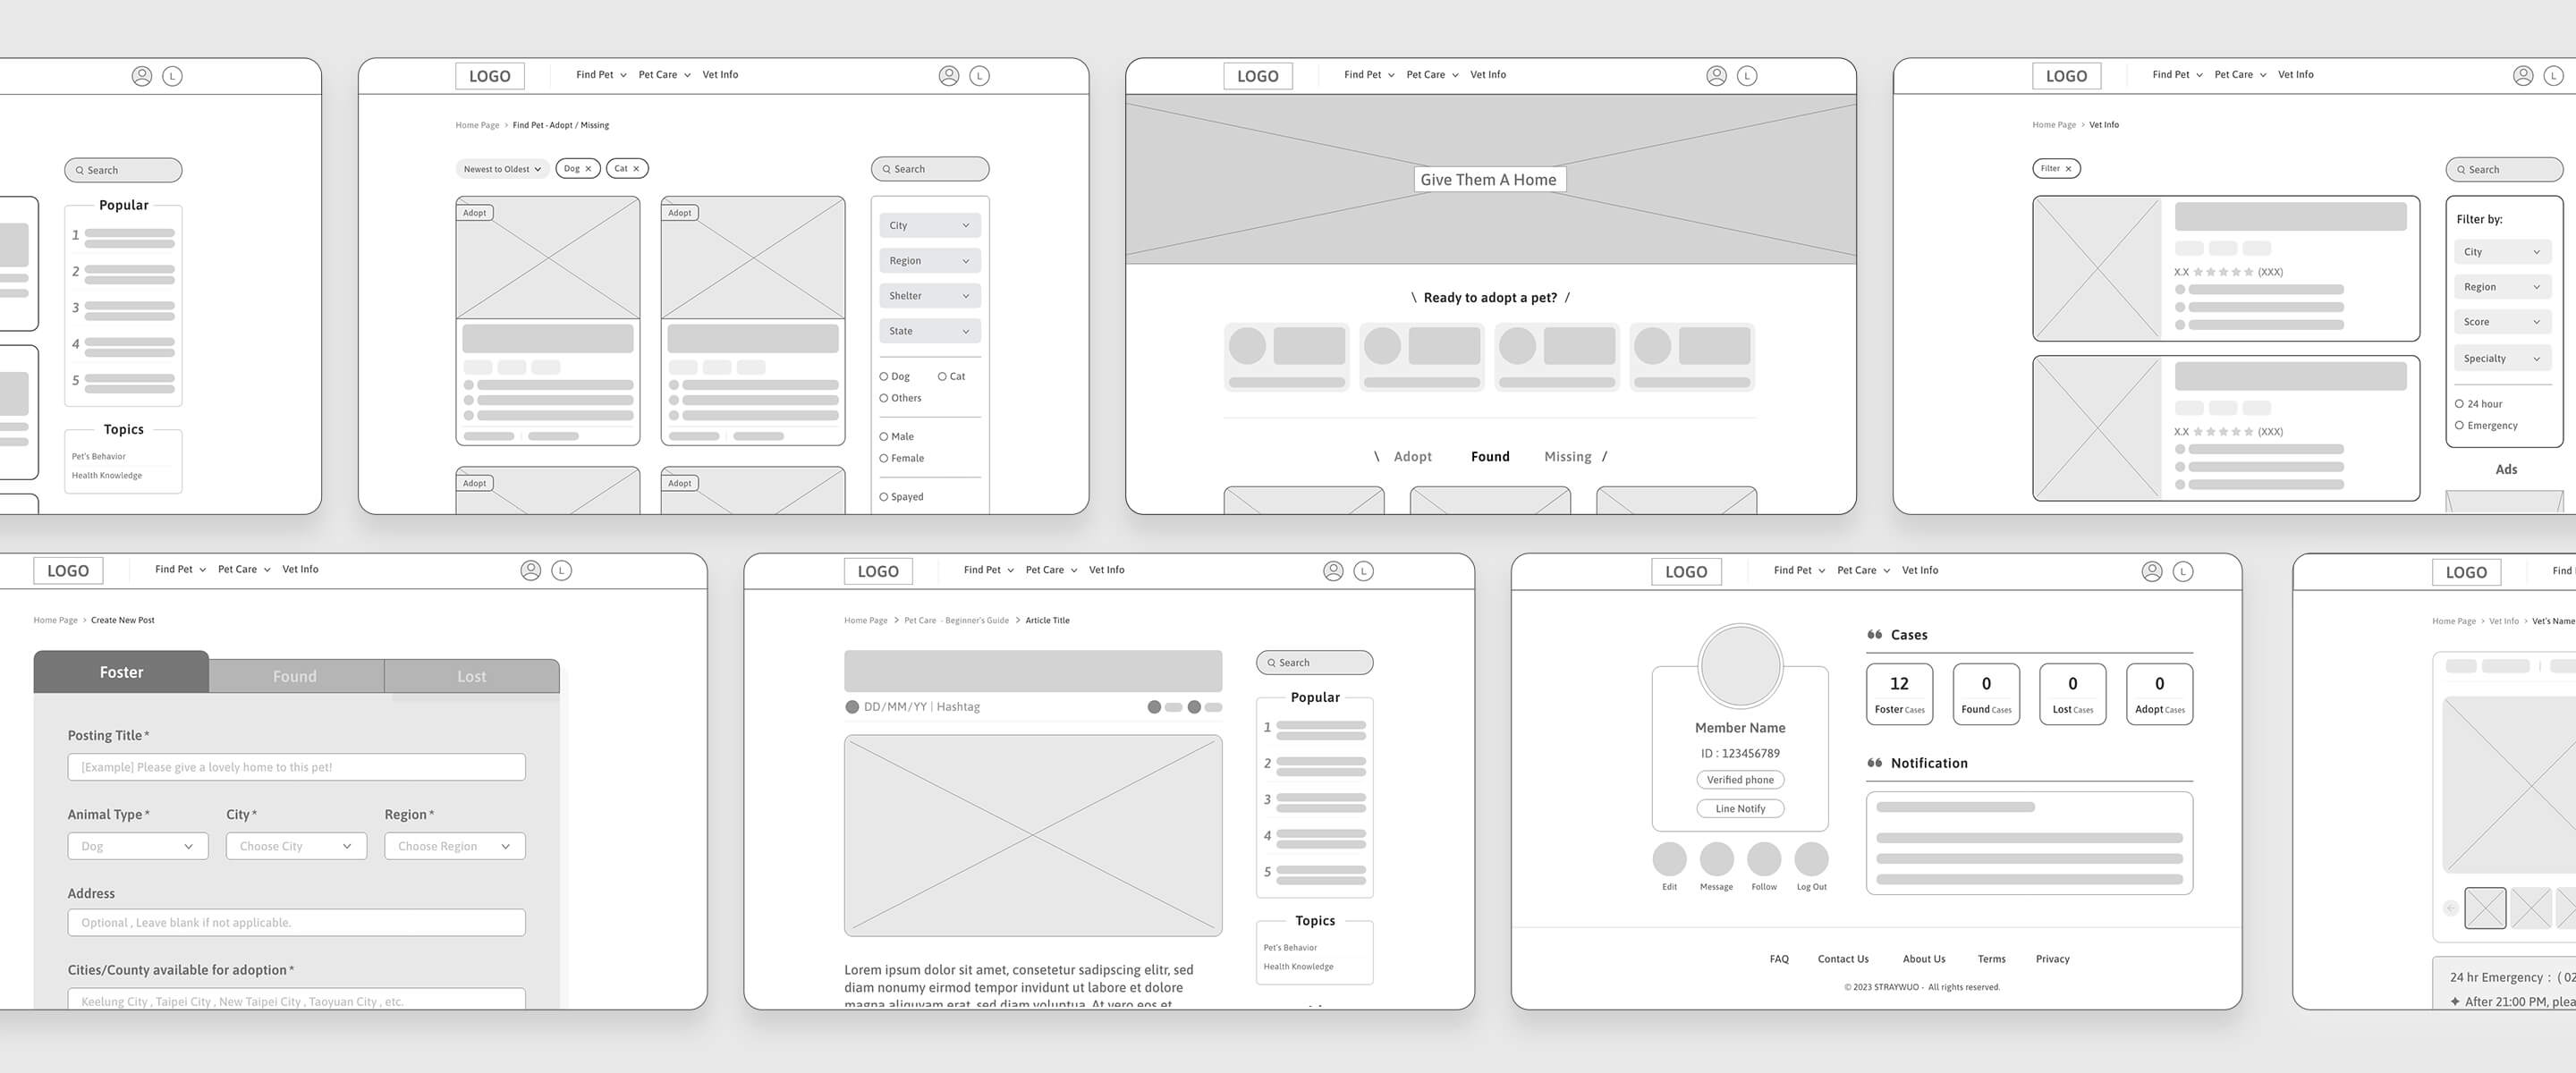 L
Search
Popular
1
2
3
4
5
Topics
Pet's Behavior
Health Knowledge
LOGO Find Pet Pet Care Vet Info L
Home Page > Find Pet - Adopt / Missing
Newest to Oldest Dog × Cat × Search
Adopt Adopt
City
Region
Shelter
State
Dog Cat
Others
Male
Female
Adopt Adopt
Spayed
LOGO Find Pet Pet Care Vet Info L
Give Them A Home
\ Ready to adopt a pet? /
\ Adopt Found Missing /
LOGO Find Pet Pet Care Vet Info L
Home Page > Vet Info
Filter × Search
Filter by:
City
Region
Score
Specialty
24 hour
Emergency
Ads
X.X ★★★★★ (XXX)
X.X ★★★★★ (XXX)
LOGO Find Pet Pet Care Vet Info L
Home Page > Create New Post
Foster Found Lost
Posting Title*
[Example] Please give a lovely home to this pet!
Animal Type* City* Region*
Dog Choose City Choose Region
Address
Optional , Leave blank if not applicable.
Cities/County available for adoption*
Keelung City , Taipei City , New Taipei City , Taoyuan City , etc.
LOGO Find Pet Pet Care Vet Info L
Home Page > Pet Care - Beginner's Guide > Article Title
DD/MM/YY | Hashtag
Lorem ipsum dolor sit amet, consetetur sadipscing elitr, sed
diam nonumy eirmod tempor invidunt ut labore et dolore
magna aliquyam erat, sed diam voluptua. At vero eos et
Search
Popular
1
2
3
4
5
Topics
Pet's Behavior
Health Knowledge
LOGO Find Pet Pet Care Vet Info L
Member Name
ID : 123456789
Verified phone
Line Notify
Edit Message Follow Log Out
❝ Cases
12 0 0 0
Foster Cases Found Cases Lost Cases Adopt Cases
❝ Notification
FAQ Contact Us About Us Terms Privacy
© 2023 STRAYWUO - All rights reserved.
LOGO Find
Home Page > Vet Info > Vet's Name
24 hr Emergency : ( 02
✦ After 21:00 PM, plea